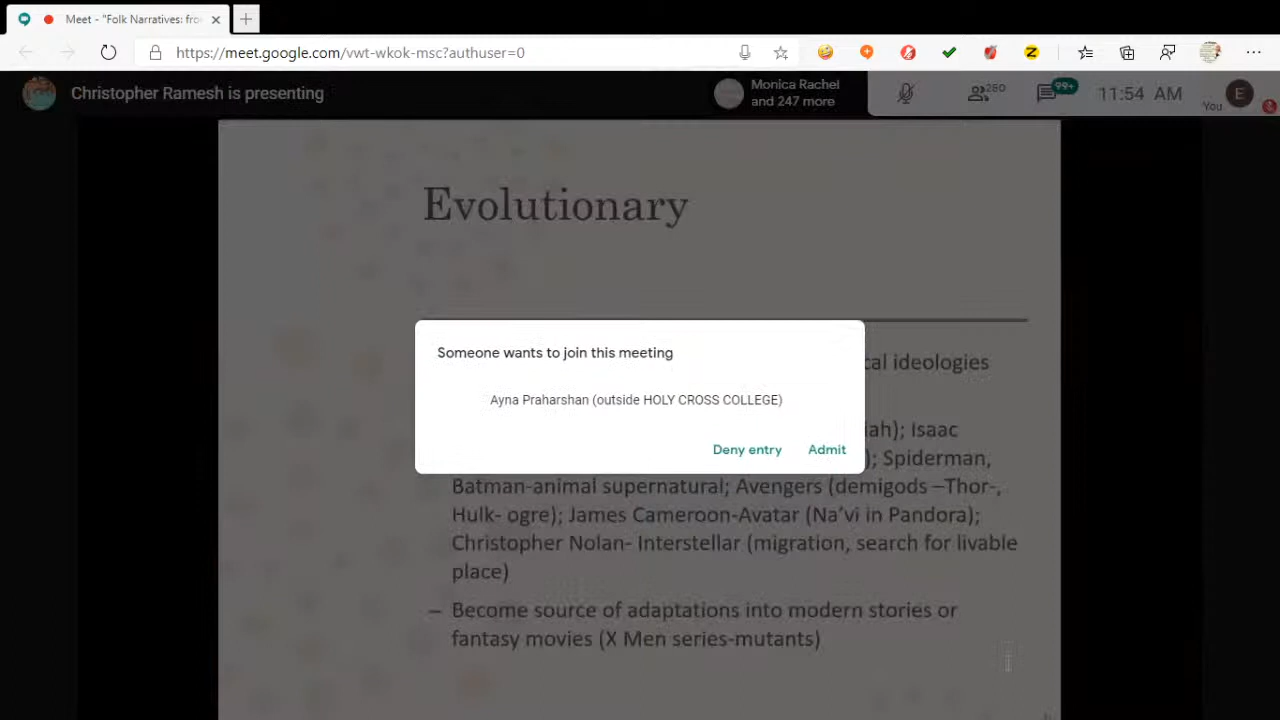 Meet - "Folk Narratives: fro
https://meet.google.com/vwt-wkok-msc?authuser=0
Christopher Ramesh is presenting
Monica Rachel
and 247 more
250
99+
11:54 AM
You
E
Evolutionary
Someone wants to join this meeting
Ayna Praharshan (outside HOLY CROSS COLLEGE)
Deny entry Admit
cal ideologies
iah); Isaac
); Spiderman,
Batman-animal supernatural; Avengers (demigods –Thor-,
Hulk- ogre); James Cameron-Avatar (Na’vi in Pandora);
Christopher Nolan- Interstellar (migration, search for livable
place)
– Become source of adaptations into modern stories or
fantasy movies (X Men series-mutants)